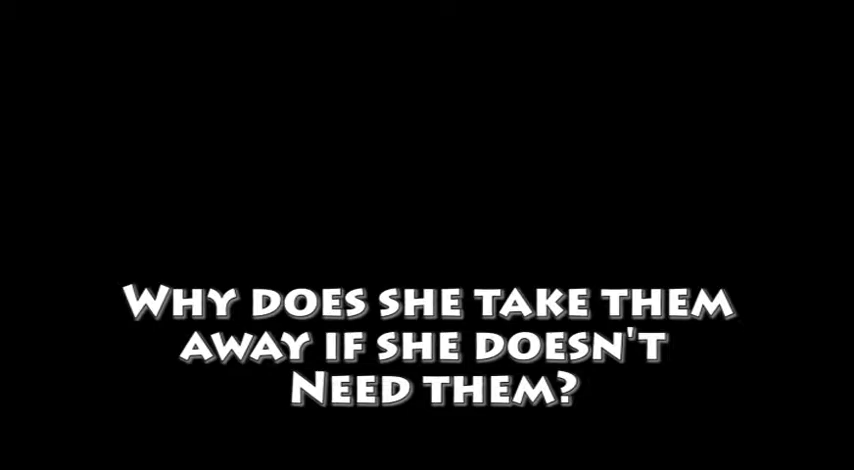 Why does she take them
away if she doesn't
Need them?